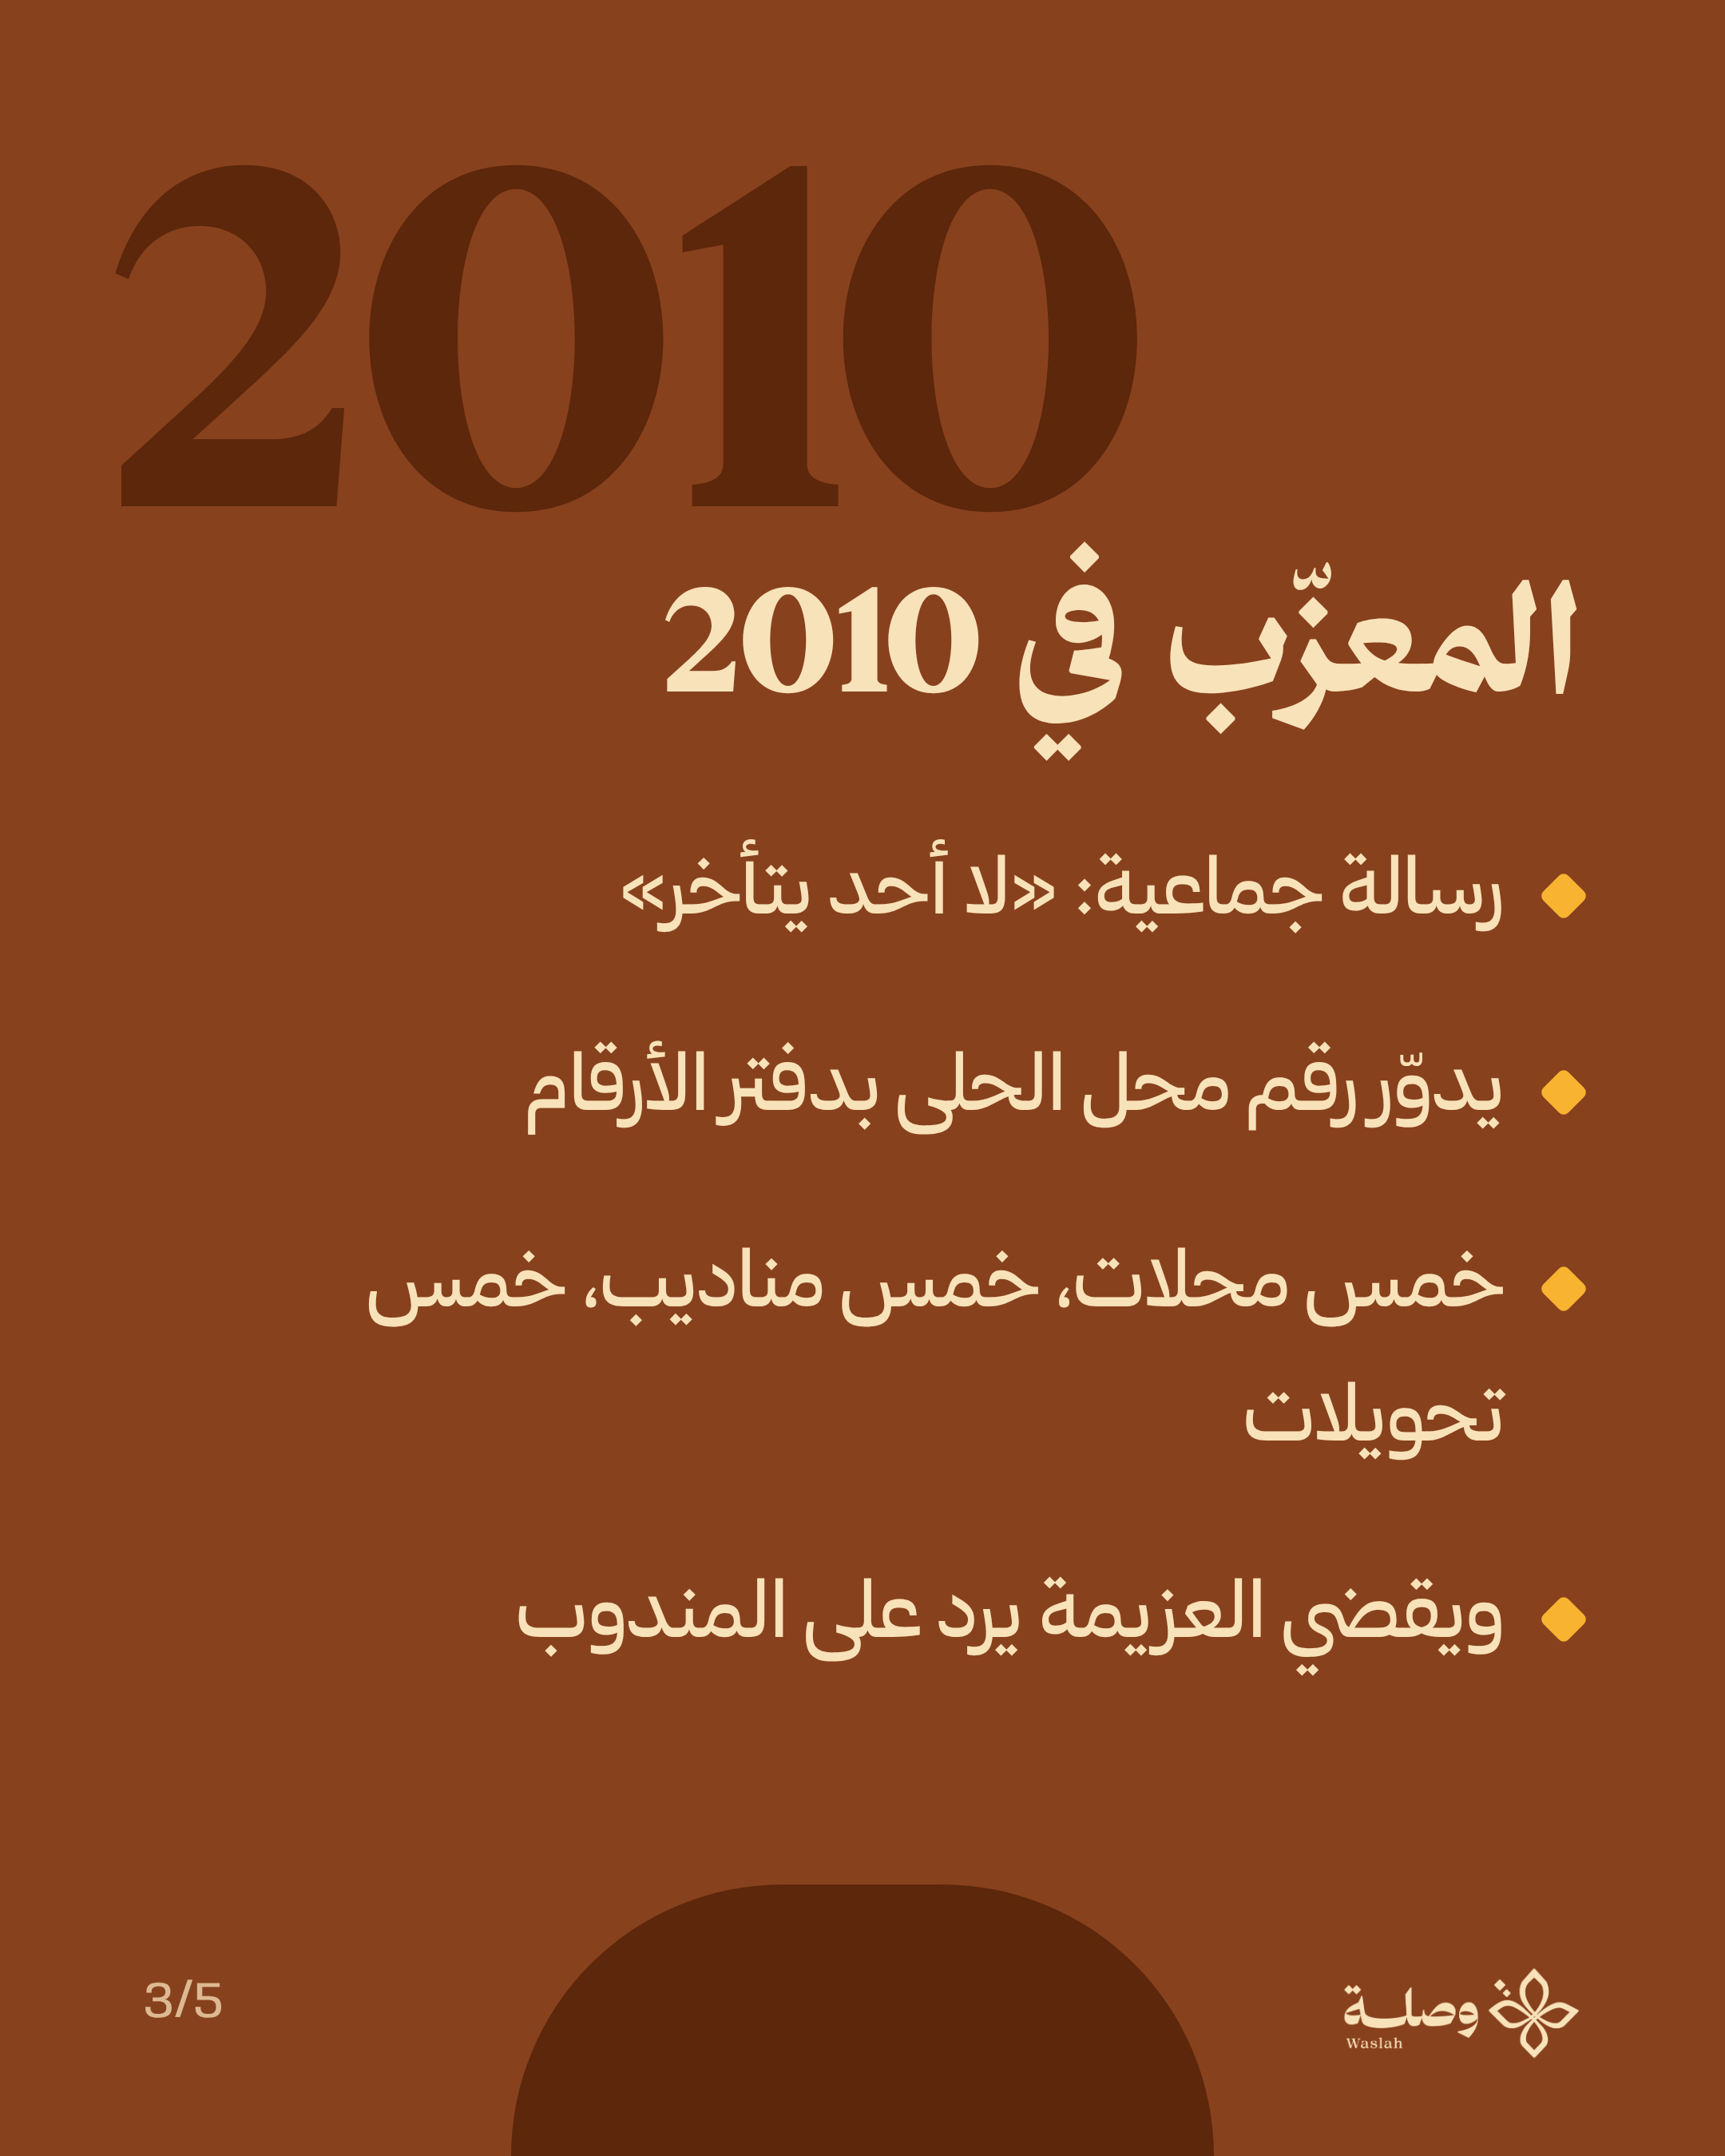 2010
المعزّب في 2010
رسالة جماعية: «لا أحد يتأخر»
يدوّر رقم محل الحلى بدفتر الأرقام
خمس محلات، خمس مناديب، خمس
تحويلات
ويقضي العزيمة يرد على المندوب
3/5
وصلة
Waslah